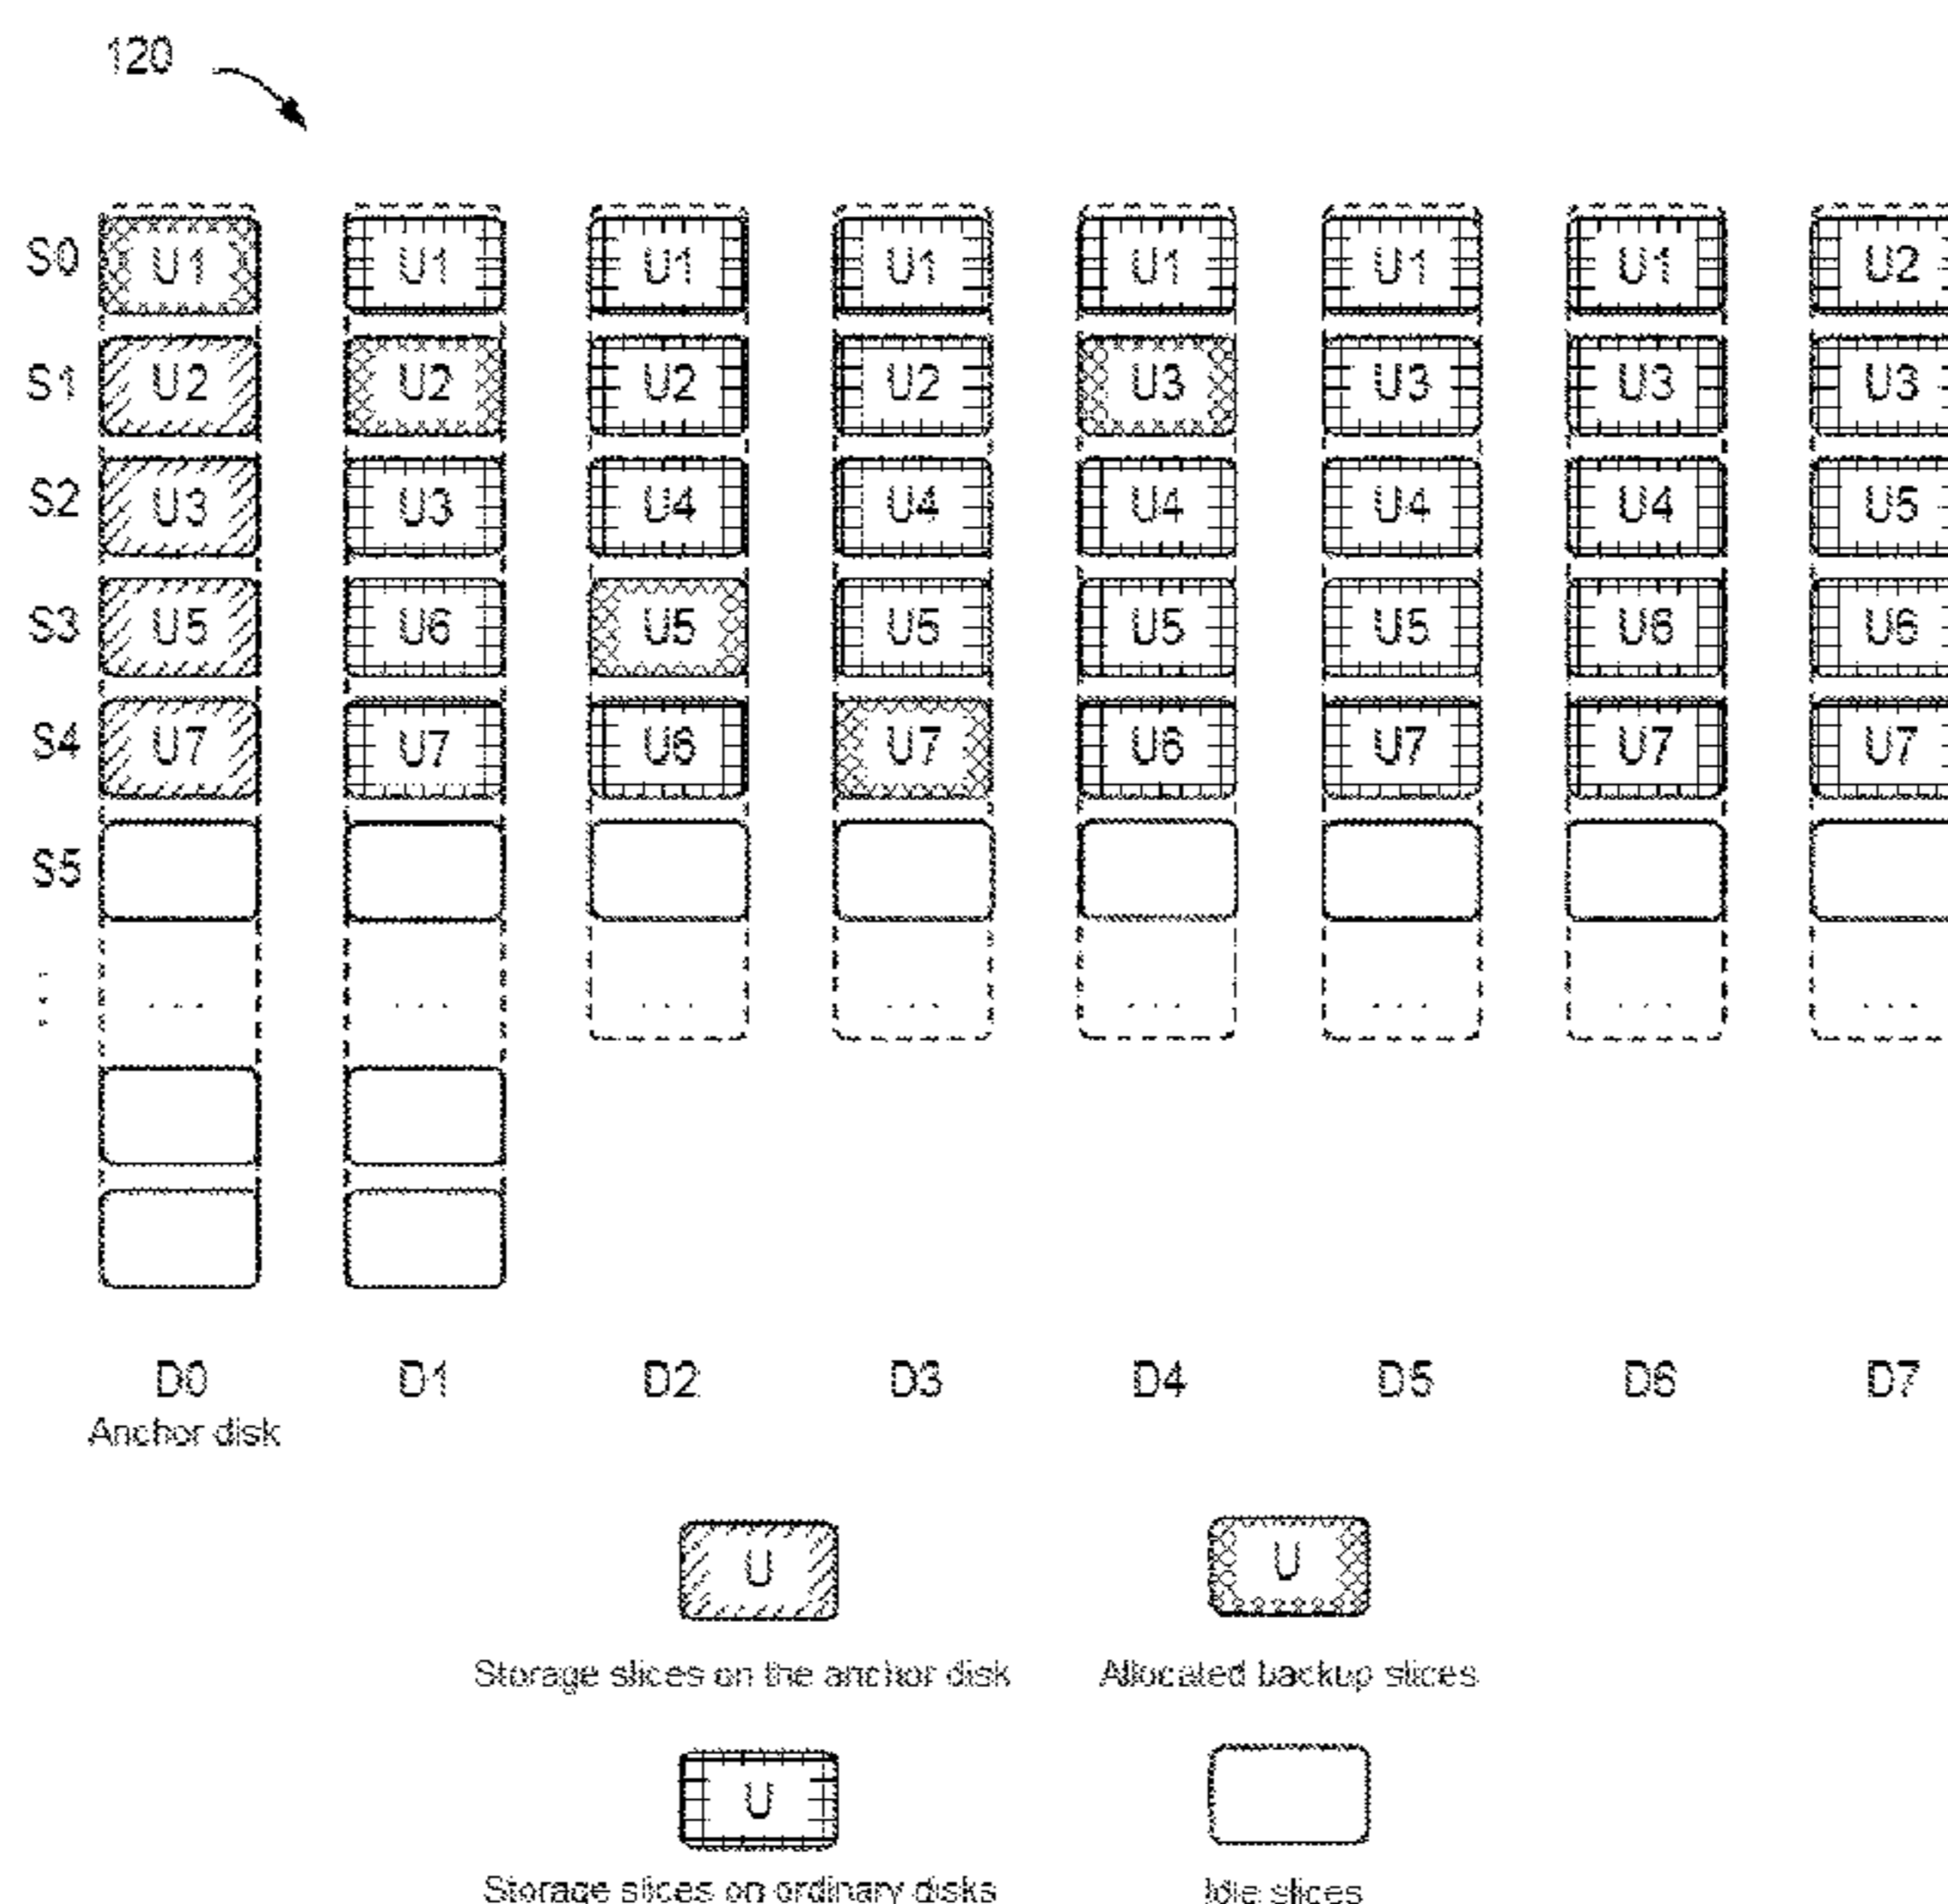 120
S0 U1 U1 U1 U1 U1 U1 U1 U2
S1 U2 U2 U2 U2 U3 U3 U3 U3
S2 U3 U3 U4 U4 U4 U4 U4 U5
S3 U5 U6 U5 U5 U5 U5 U6 U6
S4 U7 U7 U6 U7 U6 U7 U7 U7
S5
... ... ... ... ... ... ... ...
D0 D1 D2 D3 D4 D5 D6 D7
Anchor disk
U U
Storage slices on the anchor disk Allocated backup slices
U
Storage slices on ordinary disks Idle slices